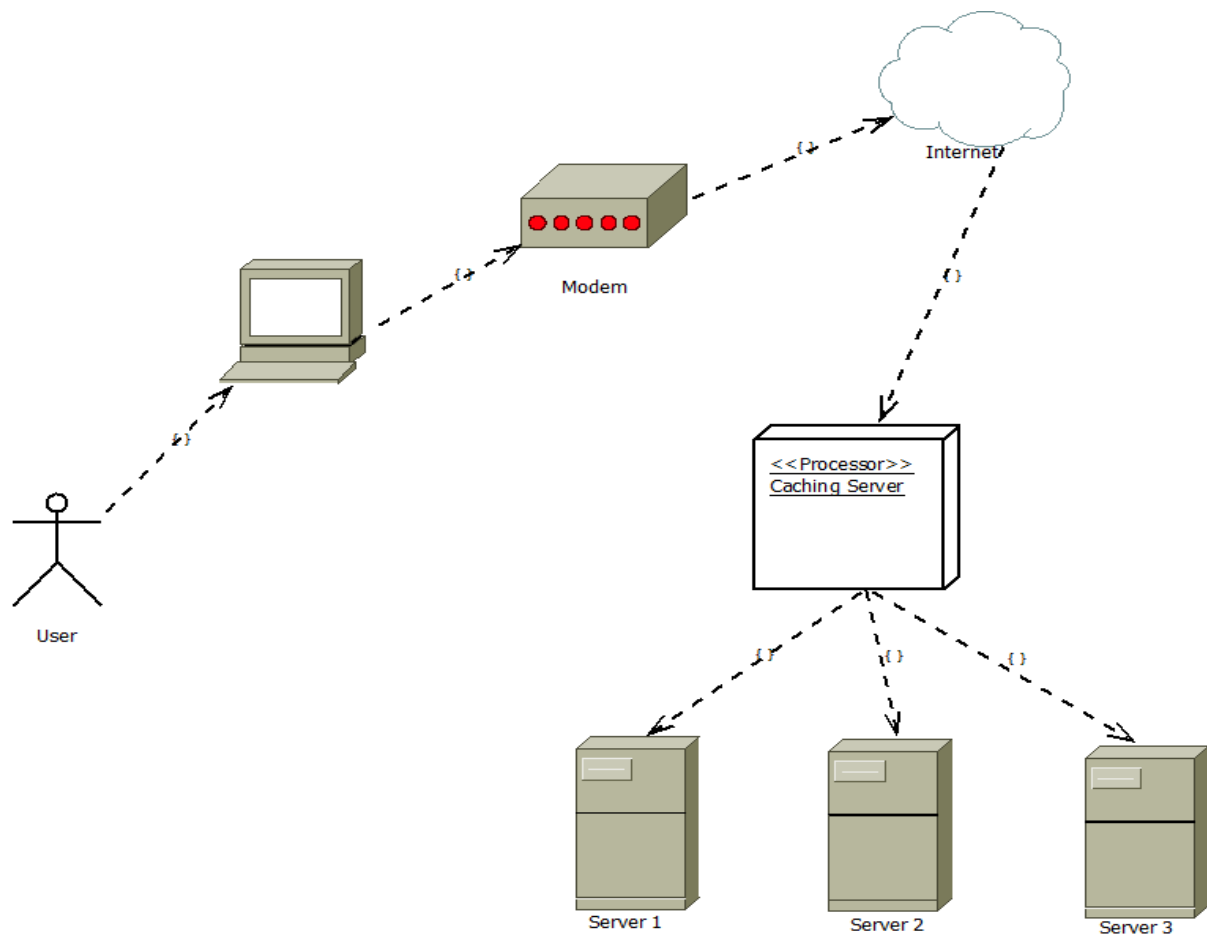 { }
Internet
{ }
Modem
{ }
{ }
<<Processor>>
Caching Server
{ }
User
{ }
{ }
{ }
Server 1
Server 2
Server 3